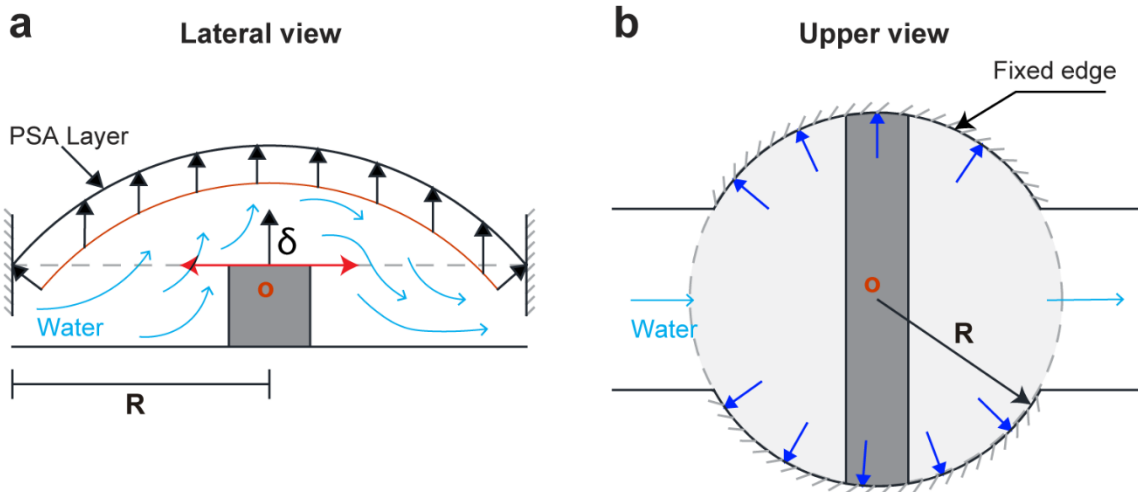 a
Lateral view
PSA Layer
δ
o
Water
R
b
Upper view
Fixed edge
o
Water
R